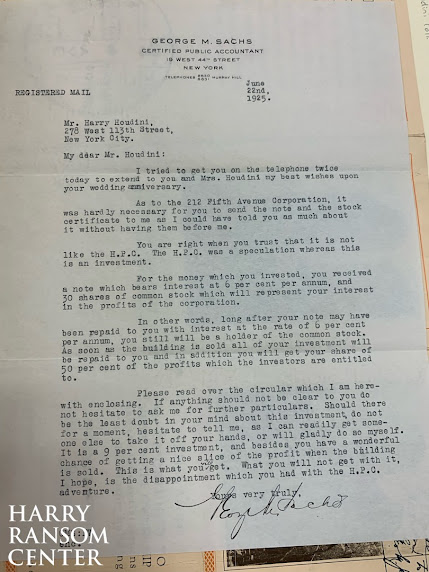 GEORGE M. SACHS
CERTIFIED PUBLIC ACCOUNTANT
19 WEST 44TH STREET
NEW YORK
TELEPHONES MURRAY HILL
REGISTERED MAIL
June
22nd,
1925.
Mr. Harry Houdini,
278 West 113th Street,
New York City.
My dear Mr. Houdini:
I tried to get you on the telephone twice
today to extend to you and Mrs. Houdini my best wishes upon
your wedding anniversary.
As to the 212 Fifth Avenue Corporation, it
was hardly necessary for you to send the note and the stock
certificate to me as I could have told you as much about
it without having them before me.
You are right when you trust that it is not
like the H.P.C. The H.P.C. was a speculation whereas this
is an investment.
For the money which you invested, you received
a note which bears interest at 6 per cent per annum, and
30 shares of common stock which will represent your interest
in the profits of the corporation.
In other words, long after your note may have
been repaid to you with interest at the rate of 6 per cent
per annum, you still will be a holder of the common stock.
As soon as the building is sold all of your investment will
be repaid to you and in addition you will get your share of
50 per cent of the profits which the investors are entitled
to.
Please read over the circular which I am here-
with enclosing. If anything should not be clear to you do
not hesitate to ask me for further particulars. Should there
be the least doubt in your mind about this investment, do not
for a moment, hesitate to tell me, as I can readily get some-
one else to take it off your hands, or will gladly do so myself.
It is a 9 per cent investment, and besides you have a wonderful
chance of getting a nice slice of the profit when the building
is sold. This is what you get. What you will not get with it,
I hope, is the disappointment which you had with the H.P.C.
adventure.
Yours very truly,
Geo. M. Sachs
HARRY
RANSOM
CENTER